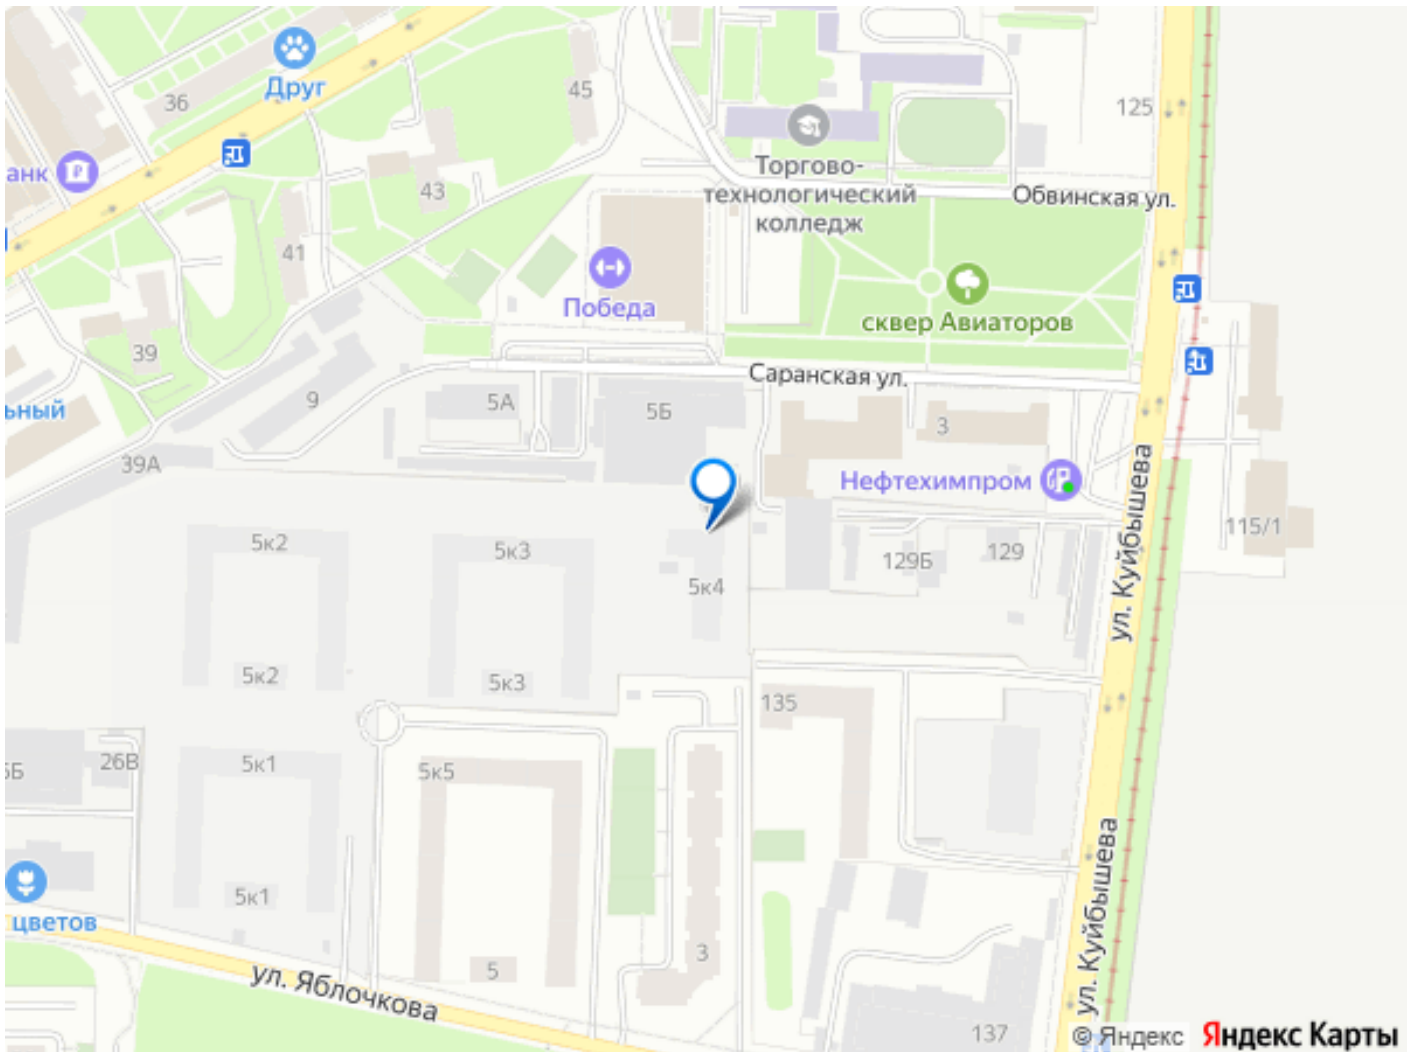 Друг
36
45
125
анк
43
41
Торгово-
технологический
колледж
Обвинская ул.
Победа
сквер Авиаторов
39
9
Саранская ул.
ьный
5А
5Б
3
39А
Нефтехимпром
ул. Куйбышева
115/1
5к2
5к3
5к4
129Б
129
5к2
5к3
135
5Б
26В
5к1
5к5
5к1
цветов
5
3
ул. Яблочкова
ул. Куйбышева
137
© Яндекс
Яндекс Карты